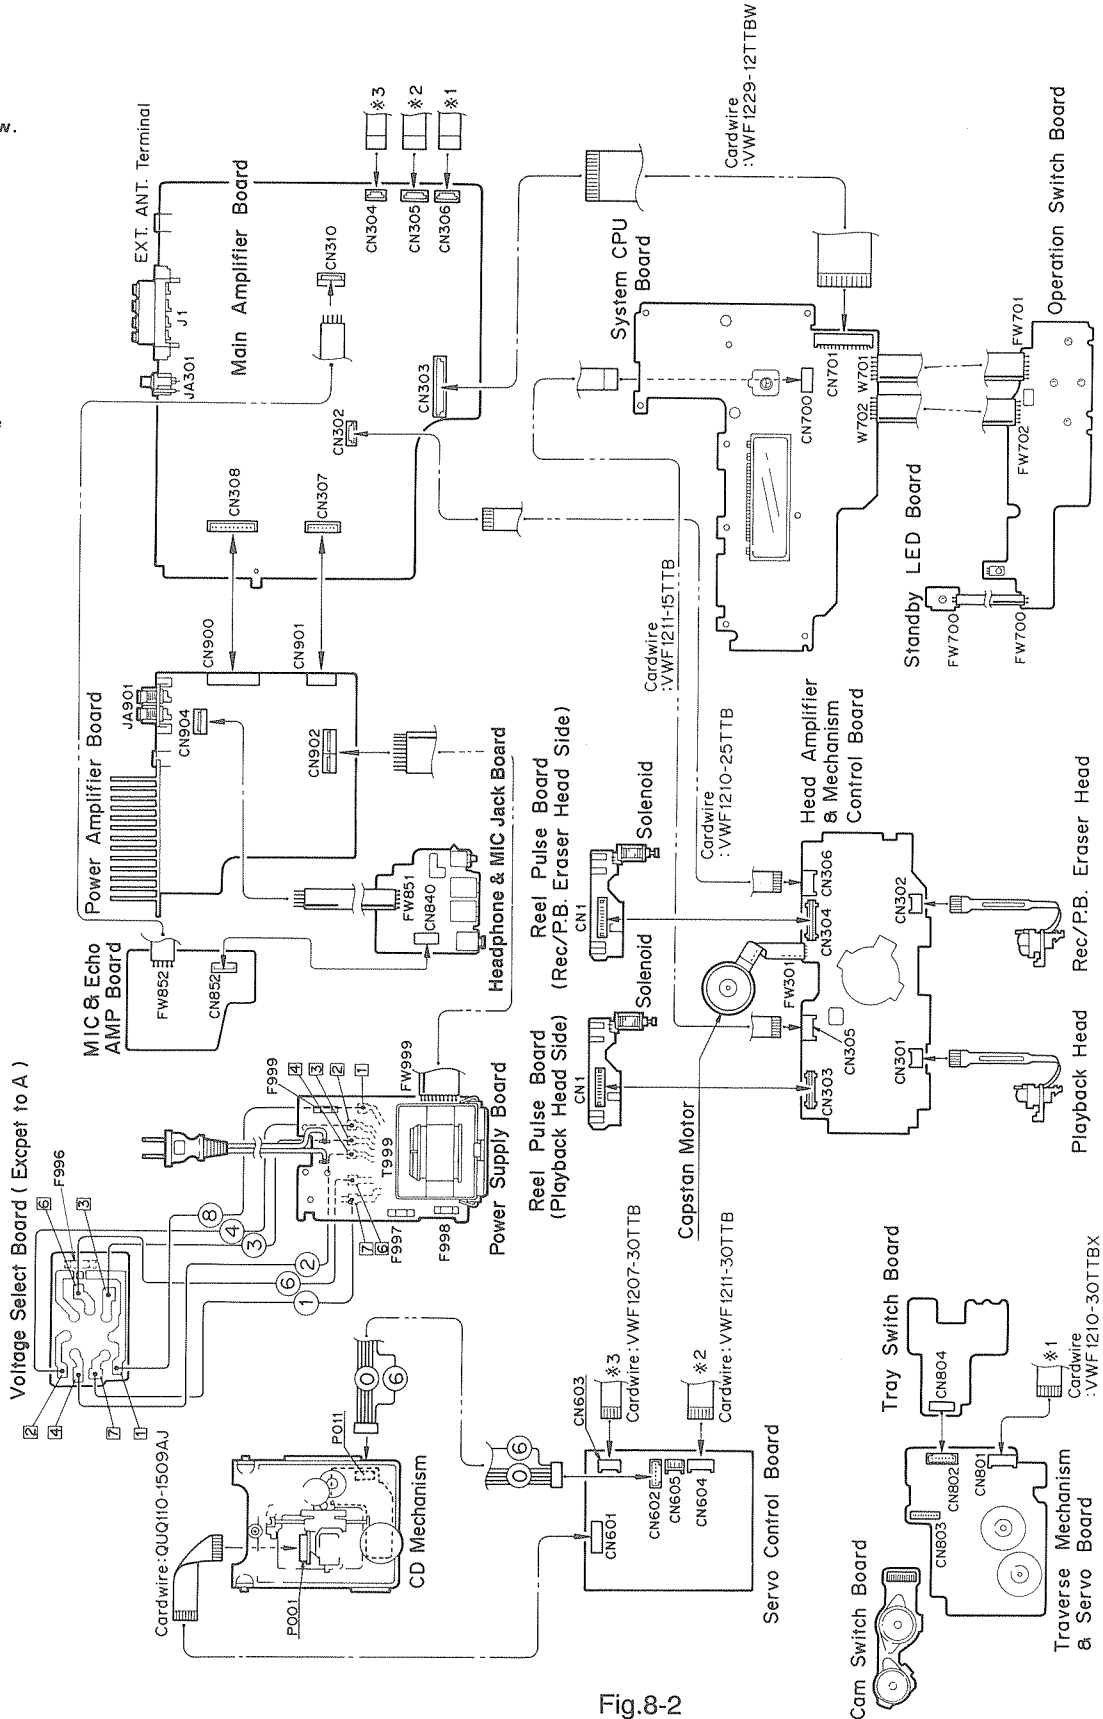 w.
Voltage Select Board ( Excpet to A )
F996
6
3
2
4
7
1
8
4
3
2
6
1
MIC & Echo
AMP Board
FW852
CN852
Power Amplifier Board
JA901
CN904
CN900
CN901
CN902
JA301
J1
EXT. ANT. Terminal
Main Amplifier Board
CN308
CN307
CN310
CN302
CN303
CN304
CN305
CN306
※3
※2
※1
F999
4
3
2
1
T999
FW999
7
6
F997
F998
Power Supply Board
FW851
CN840
Headphone & MIC Jack Board
Cardwire:QUQ110-1509AJ
P001
P011
CD Mechanism
0
6
6
0
CN601
CN602
CN605
CN604
CN603
※3
Cardwire:VWF1207-30TTB
※2
Cardwire:VWF1211-30TTB
Servo Control Board
Reel Pulse Board
(Playback Head Side)
CN1
Solenoid
Reel Pulse Board
(Rec/P.B. Eraser Head Side)
CN1
Solenoid
Capstan Motor
Cardwire
:VWF1211-15TTB
Cardwire
:VWF1210-25TTB
CN303
CN305
FW301
CN304
CN306
CN301
CN302
Head Amplifier
& Mechanism
Control Board
Playback Head
Rec/P.B. Eraser Head
System CPU
Board
CN700
CN701
W702
W701
Cardwire
:VWF1229-12TTBW
Standby LED Board
FW700
FW700
FW702
FW701
Operation Switch Board
Cam Switch Board
CN803
CN802
CN801
Tray Switch Board
CN804
※1
Cardwire
:VWF1210-30TTBX
Traverse Mechanism
& Servo Board
Fig.8-2